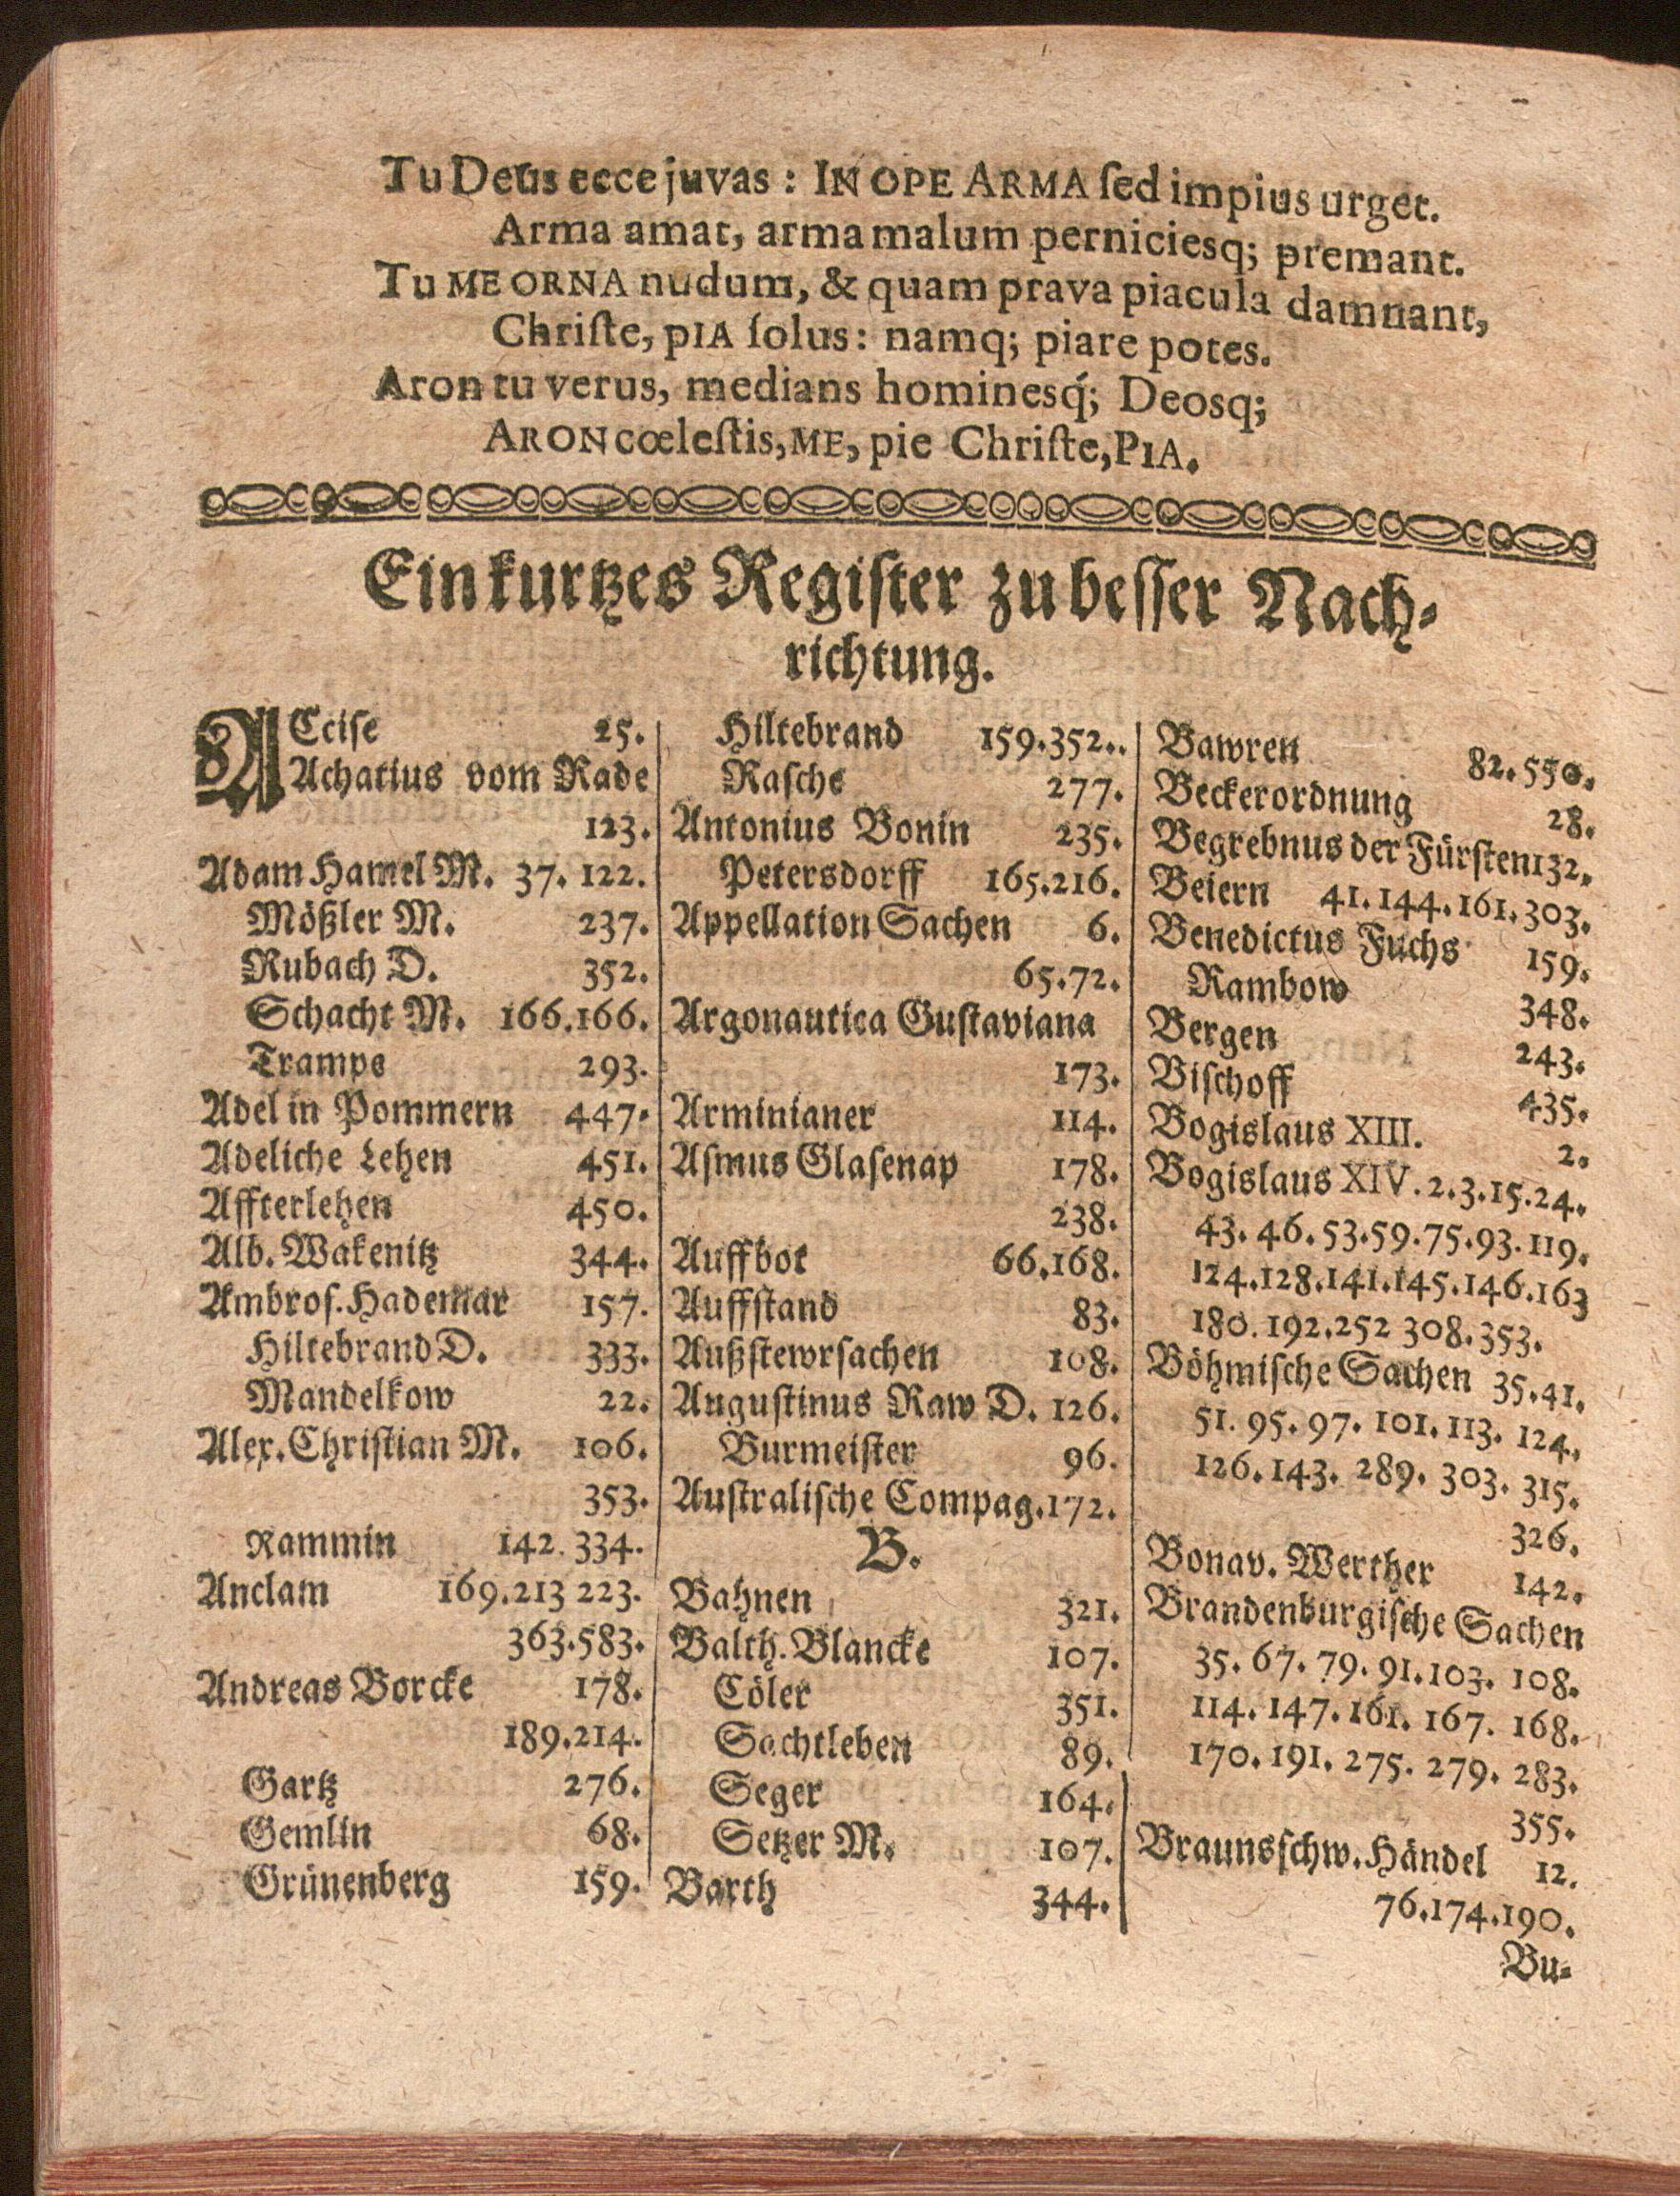 Tu Deus ecce juvas : IN OPE ARMA ſed impius urget.
Arma amat, arma malum perniciesq; premant.
Tu ME ORNA nudum, & quam prava piacula damnant,
Chriſte, pIA ſolus : namq; piare potes.
Aron tu verus, medians hominesq́; Deosq;
ARON cœleſtis, ME, pie Chriſte, PIA.
Ein kurtzes Regiſter zu beſſer Nach-
richtung.
ACciſe 25.
Achatius vom Rade
123.
Adam Hamel M. 37. 122.
Mößler M. 237.
Rubach D. 352.
Schacht M. 166.166.
Trampe 293.
Adel in Pommern 447.
Adeliche Lehen 451.
Affterlehen 450.
Alb. Wakenitz 344.
Ambroſ. Hademar 157.
Hiltebrand D. 333.
Mandelkow 22.
Alex. Chriſtian M. 106.
353.
Rammin 142. 334.
Anclam 169.213 223.
363.583.
Andreas Borcke 178.
189.214.
Gartz 276.
Gemlin 68.
Grünenberg 159.
Hiltebrand 159.352..
Raſche 277.
Antonius Bonin 235.
Petersdorff 165.216.
Appellation Sachen 6.
65.72.
Argonautica Guſtaviana
173.
Arminianer 114.
Aſmus Glaſenap 178.
238.
Auffbot 66.168.
Auffſtand 83.
Außſtewrſachen 108.
Auguſtinus Raw D. 126.
Burmeiſter 96.
Auſtraliſche Compag. 172.
B.
Bahnen 321.
Balth. Blancke 107.
Cöler 351.
Sachtleben 89.
Seger 164.
Setzer M. 107.
Barth 344.
Bawren 82. 550.
Beckerordnung 28.
Begrebnus der Fürſten 132.
Beiern 41. 144. 161. 303.
Benedictus Fuchs 159.
Rambow 348.
Bergen 243.
Biſchoff 435.
Bogislaus XIII. 2.
Bogislaus XIV. 2.3.15.24.
43. 46. 53.59.75.93.119.
124.128.141.145.146.163
180.192.252 308.353.
Böhmiſche Sachen 35.41.
51. 95. 97. 101. 113. 124.
126. 143. 289. 303. 315.
326.
Bonav. Werther 142.
Brandenburgiſche Sachen
35. 67. 79. 91.103. 108.
114. 147. 161. 167. 168.
170. 191. 275. 279. 283.
355.
Braunsſchw. Händel 12.
76.174.190.
Bu-